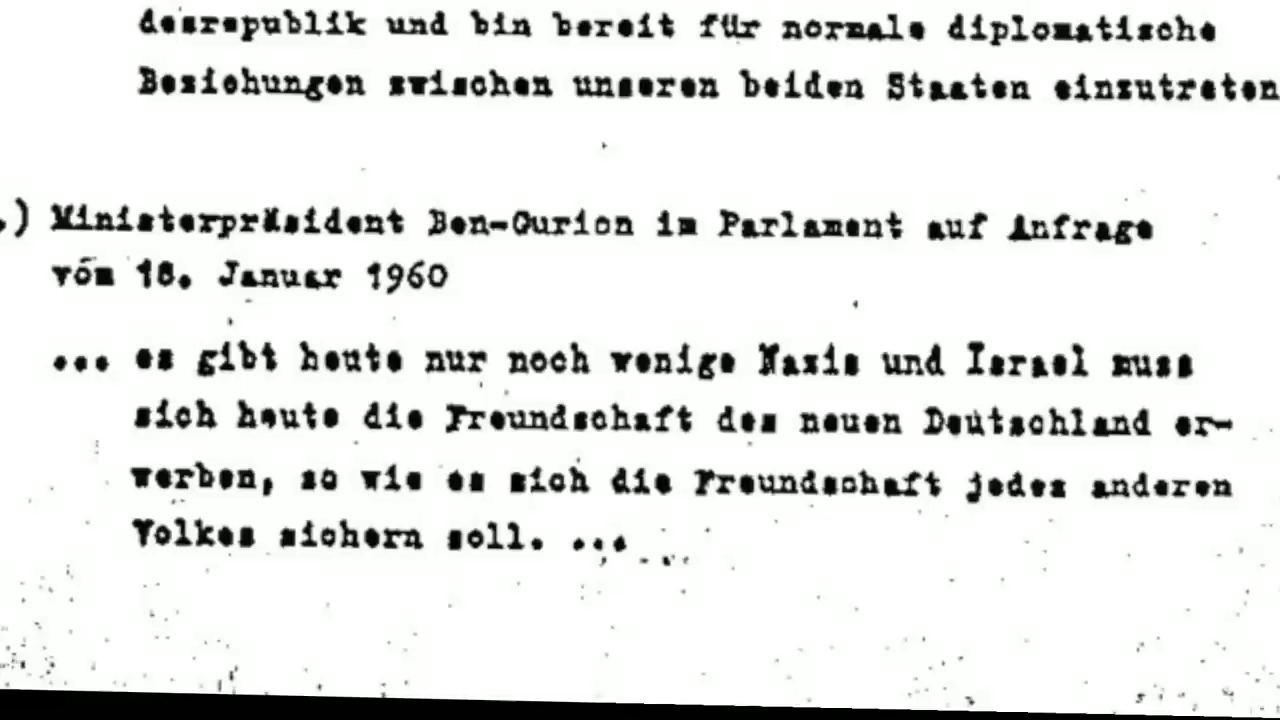 desrepublik und bin bereit für normale diplomatische
Beziehungen zwischen unseren beiden Staaten einzutreten
.) Ministerpräsident Ben-Gurion im Parlament auf Anfrage
vom 18. Januar 1960
... es gibt heute nur noch wenige Nazis und Israel muss
sich heute die Freundschaft des neuen Deutschland er-
werben, so wie es sich die Freundschaft jedes anderen
Volkes sichern soll. ...